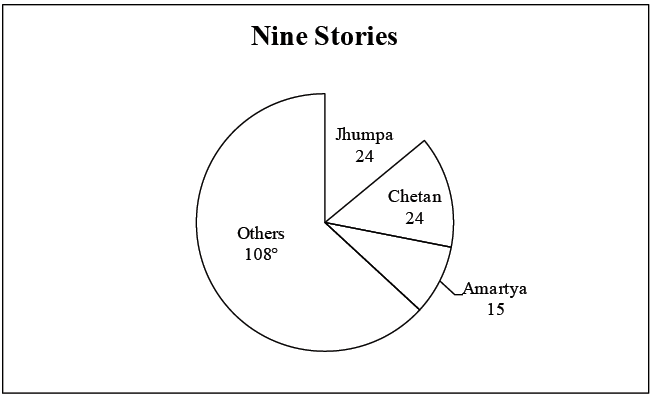 Nine Stories
Jhumpa
24
Chetan
24
Amartya
15
Others
108°